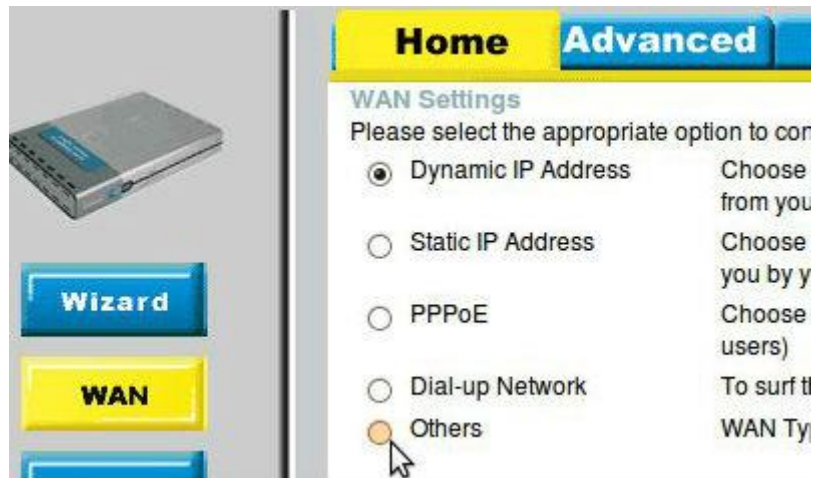 Home
Advanced
WAN Settings
Please select the appropriate option to con
Dynamic IP Address
Choose
from you
Static IP Address
Choose
you by y
PPPoE
Choose
users)
Dial-up Network
To surf th
Others
WAN Typ
Wizard
WAN